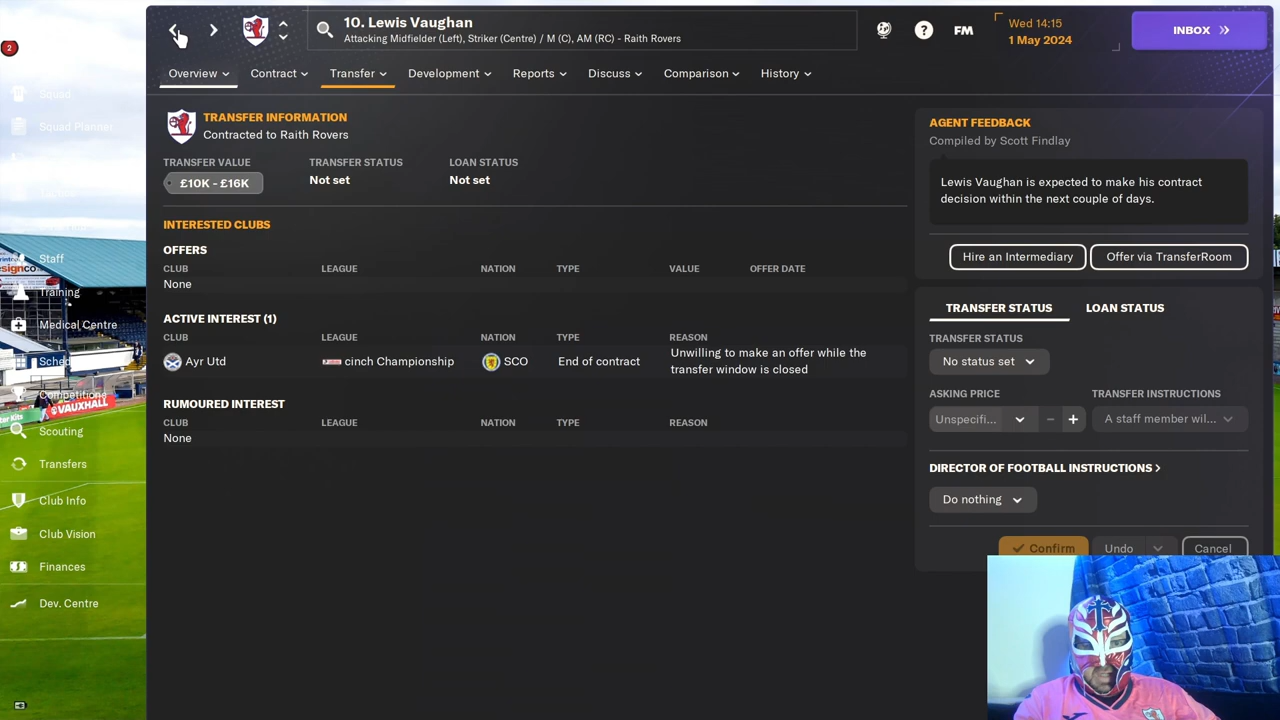 10. Lewis Vaughan
Attacking Midfielder (Left), Striker (Centre) / M (C), AM (RC) - Raith Rovers
FM
Wed 14:15
1 May 2024
INBOX
2
Overview
Contract
Transfer
Development
Reports
Discuss
Comparison
History
Squad
Squad Planner
Staff
Training
Medical Centre
Sched
Competitions
Scouting
Transfers
Club Info
Club Vision
Finances
Dev. Centre
VAUXHALL
TRANSFER INFORMATION
Contracted to Raith Rovers
TRANSFER VALUE TRANSFER STATUS LOAN STATUS
£10K - £16K Not set Not set
INTERESTED CLUBS
OFFERS
CLUB LEAGUE NATION TYPE VALUE OFFER DATE
None
ACTIVE INTEREST (1)
CLUB LEAGUE NATION TYPE REASON
Ayr Utd cinch Championship SCO End of contract Unwilling to make an offer while the
transfer window is closed
RUMOURED INTEREST
CLUB LEAGUE NATION TYPE REASON
None
AGENT FEEDBACK
Compiled by Scott Findlay
Lewis Vaughan is expected to make his contract
decision within the next couple of days.
Hire an Intermediary Offer via TransferRoom
TRANSFER STATUS LOAN STATUS
TRANSFER STATUS
No status set
ASKING PRICE TRANSFER INSTRUCTIONS
Unspecifi... A staff member wil...
DIRECTOR OF FOOTBALL INSTRUCTIONS >
Do nothing
Confirm Undo Cancel